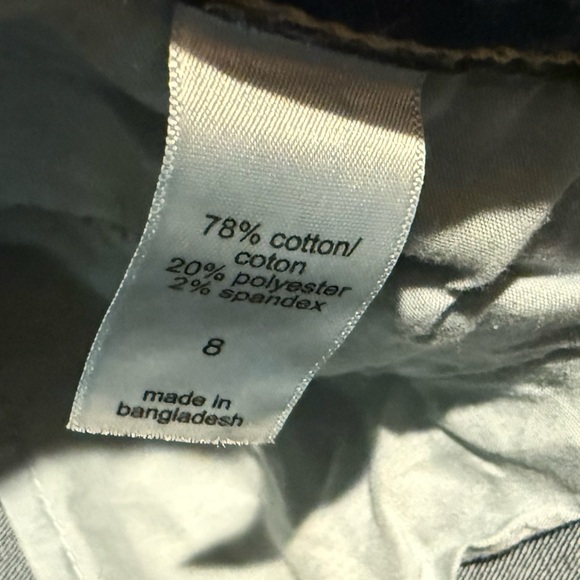 78% cotton/
coton
20% polyester
2% spandex
8
made in
bangladesh